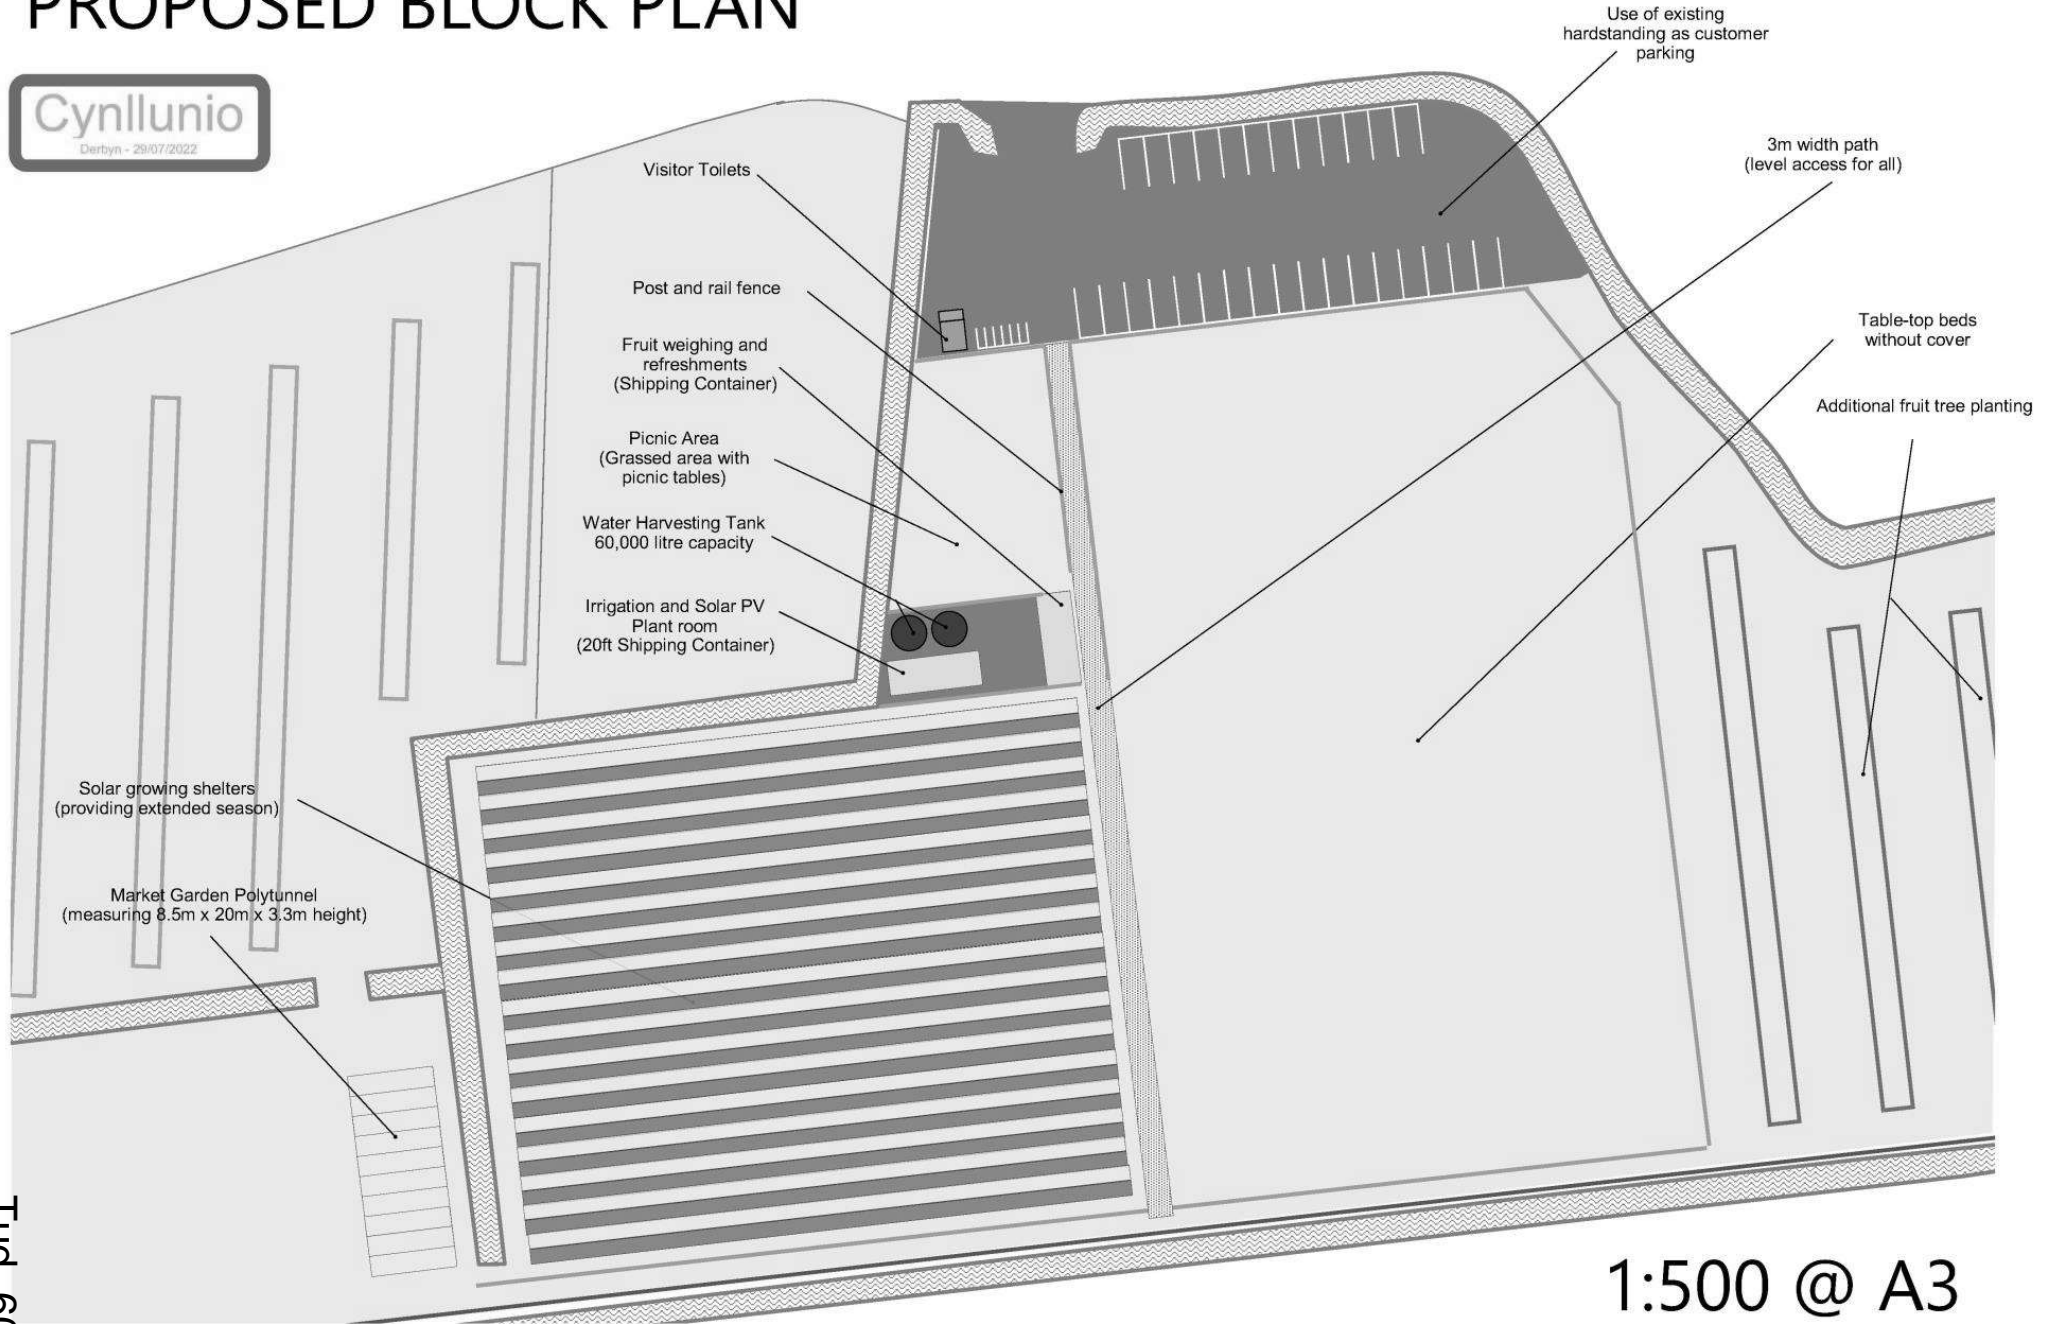 PROPOSED BLOCK PLAN
Cynllunio
Derbyn - 29/07/2022
Use of existing
hardstanding as customer
parking
3m width path
(level access for all)
Visitor Toilets
Post and rail fence
Fruit weighing and
refreshments
(Shipping Container)
Picnic Area
(Grassed area with
picnic tables)
Water Harvesting Tank
60,000 litre capacity
Irrigation and Solar PV
Plant room
(20ft Shipping Container)
Table-top beds
without cover
Additional fruit tree planting
Solar growing shelters
(providing extended season)
Market Garden Polytunnel
(measuring 8.5m x 20m x 3.3m height)
1:500 @ A3